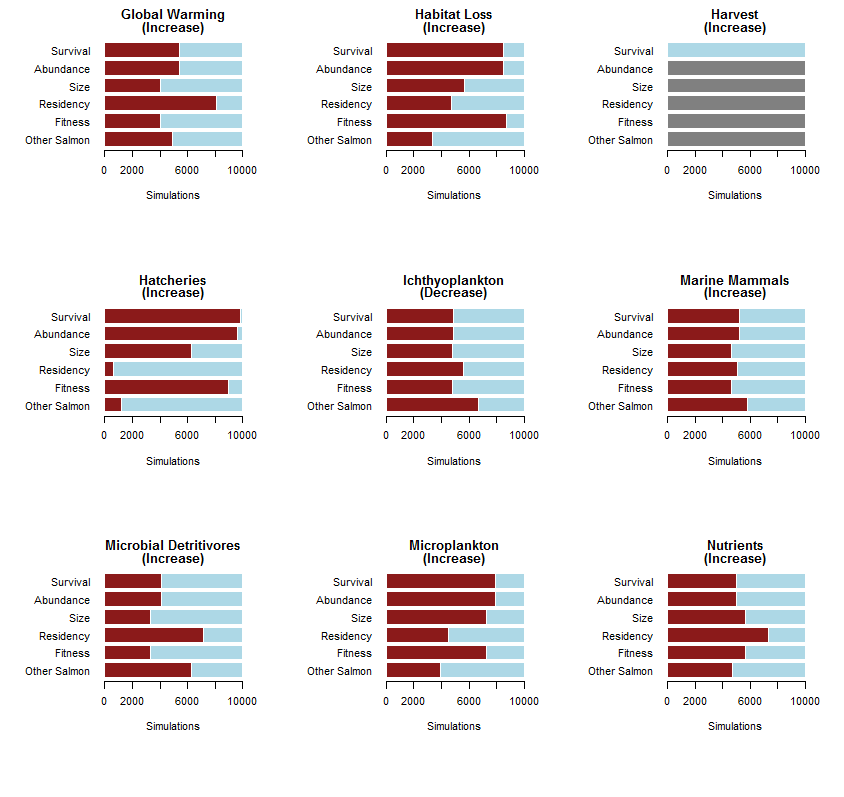 Global Warming
(Increase)
Survival
Abundance
Size
Residency
Fitness
Other Salmon
0 2000 6000 10000
Simulations
Habitat Loss
(Increase)
Survival
Abundance
Size
Residency
Fitness
Other Salmon
0 2000 6000 10000
Simulations
Harvest
(Increase)
Survival
Abundance
Size
Residency
Fitness
Other Salmon
0 2000 6000 10000
Simulations
Hatcheries
(Increase)
Survival
Abundance
Size
Residency
Fitness
Other Salmon
0 2000 6000 10000
Simulations
Ichthyoplankton
(Decrease)
Survival
Abundance
Size
Residency
Fitness
Other Salmon
0 2000 6000 10000
Simulations
Marine Mammals
(Increase)
Survival
Abundance
Size
Residency
Fitness
Other Salmon
0 2000 6000 10000
Simulations
Microbial Detritivores
(Increase)
Survival
Abundance
Size
Residency
Fitness
Other Salmon
0 2000 6000 10000
Simulations
Microplankton
(Increase)
Survival
Abundance
Size
Residency
Fitness
Other Salmon
0 2000 6000 10000
Simulations
Nutrients
(Increase)
Survival
Abundance
Size
Residency
Fitness
Other Salmon
0 2000 6000 10000
Simulations